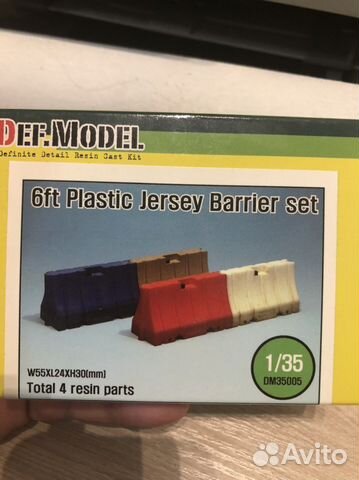 DEF.MODEL
Definite Detail Resin Cast Kit
6ft Plastic Jersey Barrier set
W55XL24XH30(mm)
Total 4 resin parts
1/35
DM35005
Avito